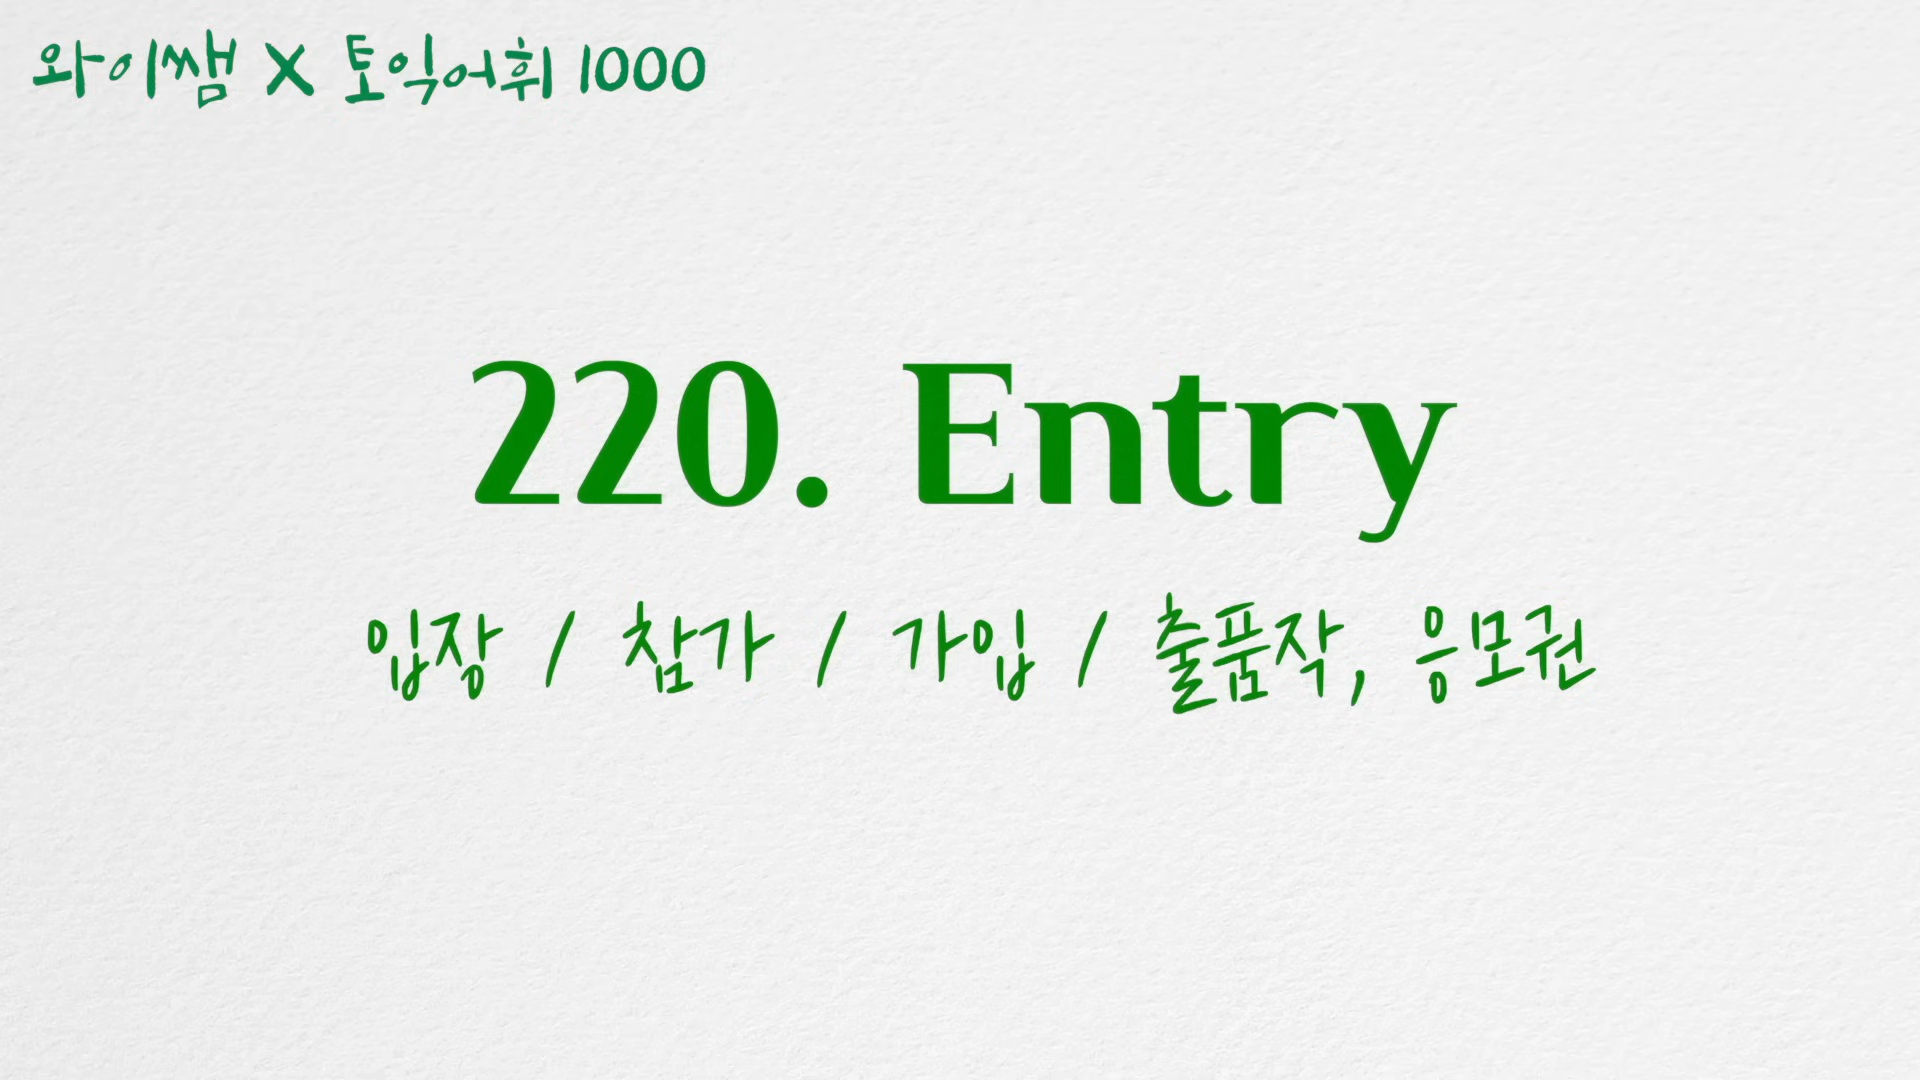 와이쌤 X 토익어휘 1000
220. Entry
입장 / 참가 / 가입 / 출품작, 응모권